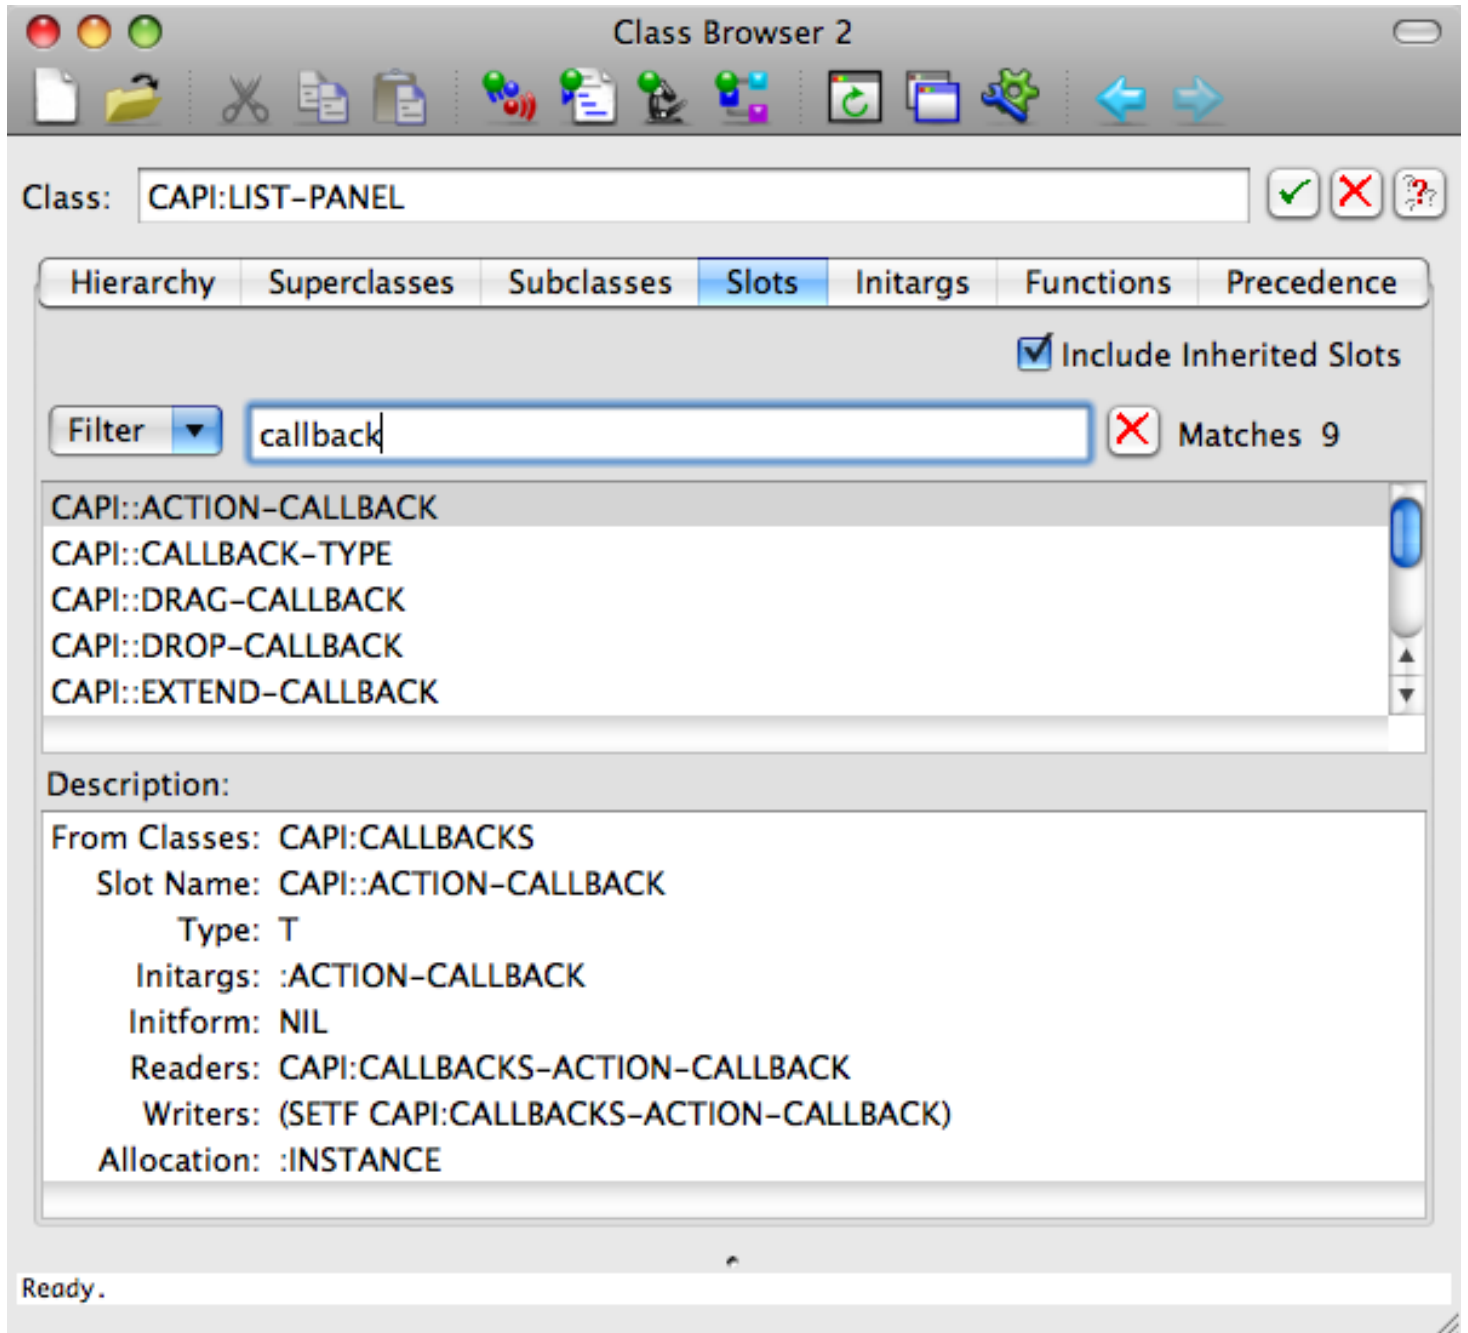 Class Browser 2
Class: CAPI:LIST-PANEL
Hierarchy Superclasses Subclasses Slots Initargs Functions Precedence
Include Inherited Slots
Filter callback Matches 9
CAPI::ACTION-CALLBACK
CAPI::CALLBACK-TYPE
CAPI::DRAG-CALLBACK
CAPI::DROP-CALLBACK
CAPI::EXTEND-CALLBACK
Description:
From Classes: CAPI:CALLBACKS
Slot Name: CAPI::ACTION-CALLBACK
Type: T
Initargs: :ACTION-CALLBACK
Initform: NIL
Readers: CAPI:CALLBACKS-ACTION-CALLBACK
Writers: (SETF CAPI:CALLBACKS-ACTION-CALLBACK)
Allocation: :INSTANCE
Ready.